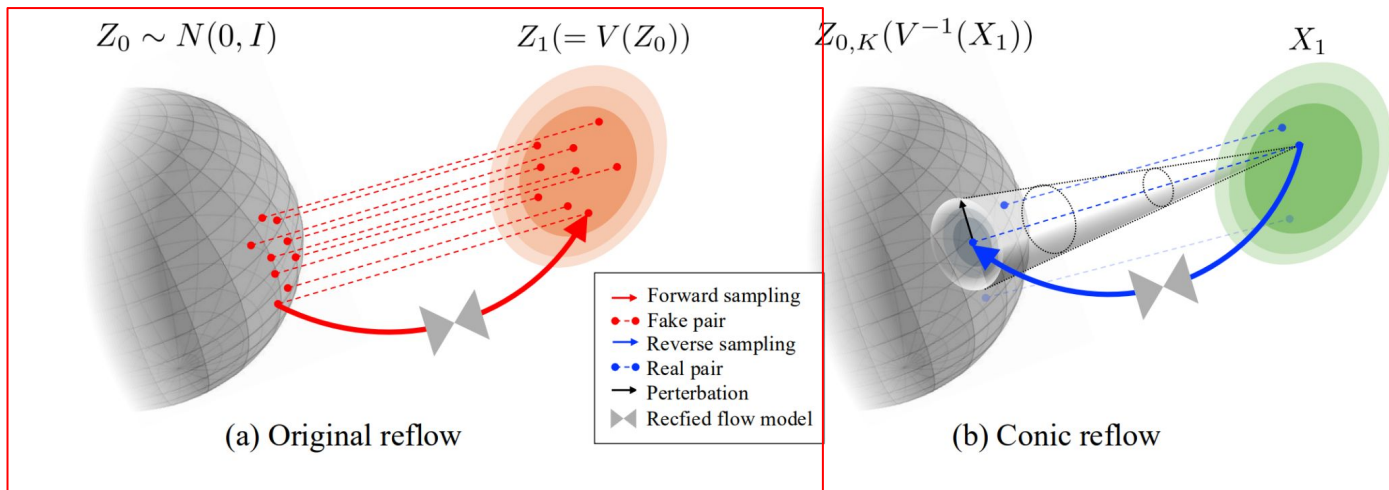 Z_0 ∼ N(0, I)
Z_1(= V(Z_0))
Z_{0,K}(V^{-1}(X_1))
X_1
Forward sampling
Fake pair
Reverse sampling
Real pair
Perterbation
Recfied flow model
(a) Original reflow
(b) Conic reflow